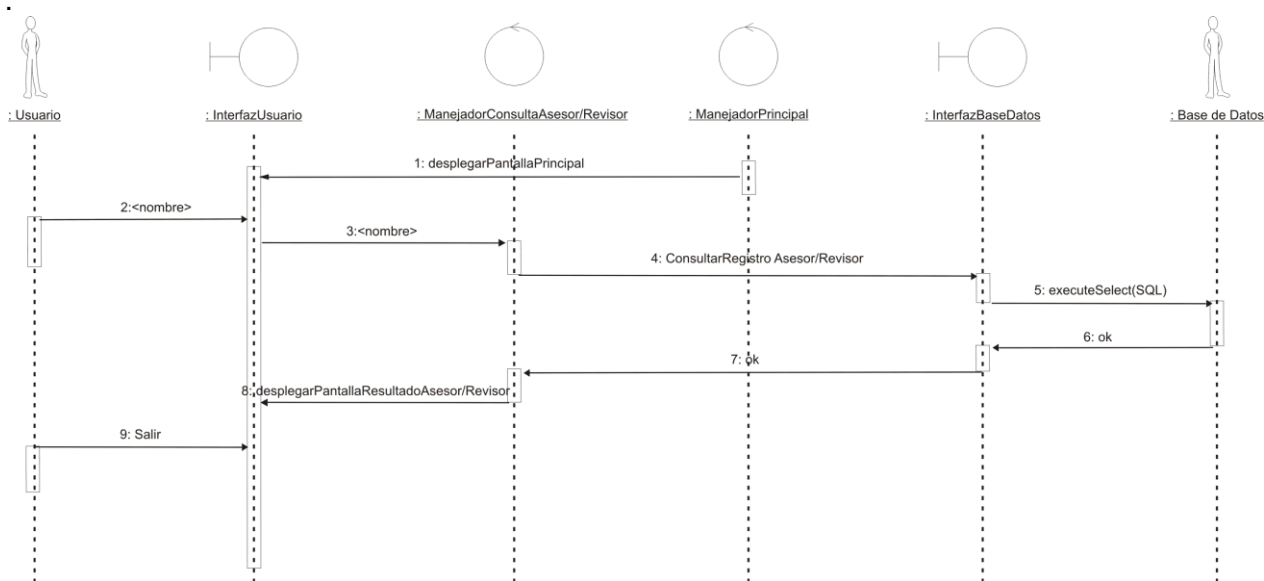 .
: Usuario
: InterfazUsuario
: ManejadorConsultaAsesor/Revisor
: ManejadorPrincipal
: InterfazBaseDatos
: Base de Datos
1: desplegarPantallaPrincipal
2:<nombre>
3:<nombre>
4: ConsultarRegistro Asesor/Revisor
5: executeSelect(SQL)
6: ok
7: ok
8: desplegarPantallaResultadoAsesor/Revisor
9: Salir